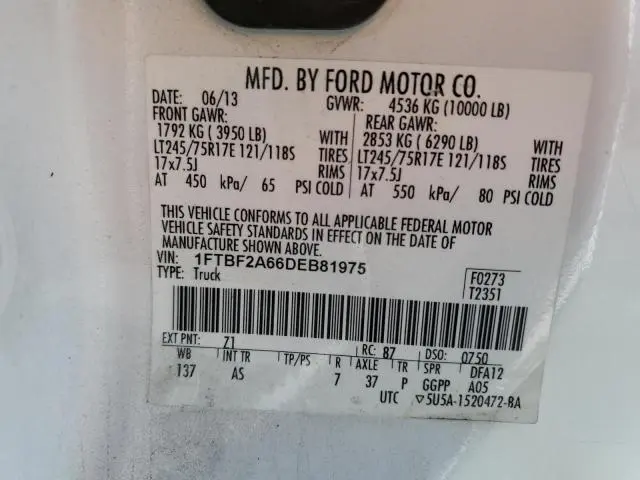 MFD. BY FORD MOTOR CO.
DATE: 06/13 GVWR: 4536 KG (10000 LB)
FRONT GAWR: REAR GAWR:
1792 KG ( 3950 LB) WITH 2853 KG ( 6290 LB) WITH
LT245/75R17E 121/118S TIRES LT245/75R17E 121/118S TIRES
17x7.5J RIMS 17x7.5J RIMS
AT 450 kPa/ 65 PSI COLD AT 550 kPa/ 80 PSI COLD
THIS VEHICLE CONFORMS TO ALL APPLICABLE FEDERAL MOTOR
VEHICLE SAFETY STANDARDS IN EFFECT ON THE DATE OF
MANUFACTURE SHOWN ABOVE.
VIN: 1FTBF2A66DEB81975
TYPE: Truck
F0273
T2351
EXT PNT: Z1 RC: 87 DSO: 0750
WB INT TR TP/PS R AXLE TR SPR DFA12
137 AS 7 37 P GGPP A05
UTC ▽5U5A-1520472-BA